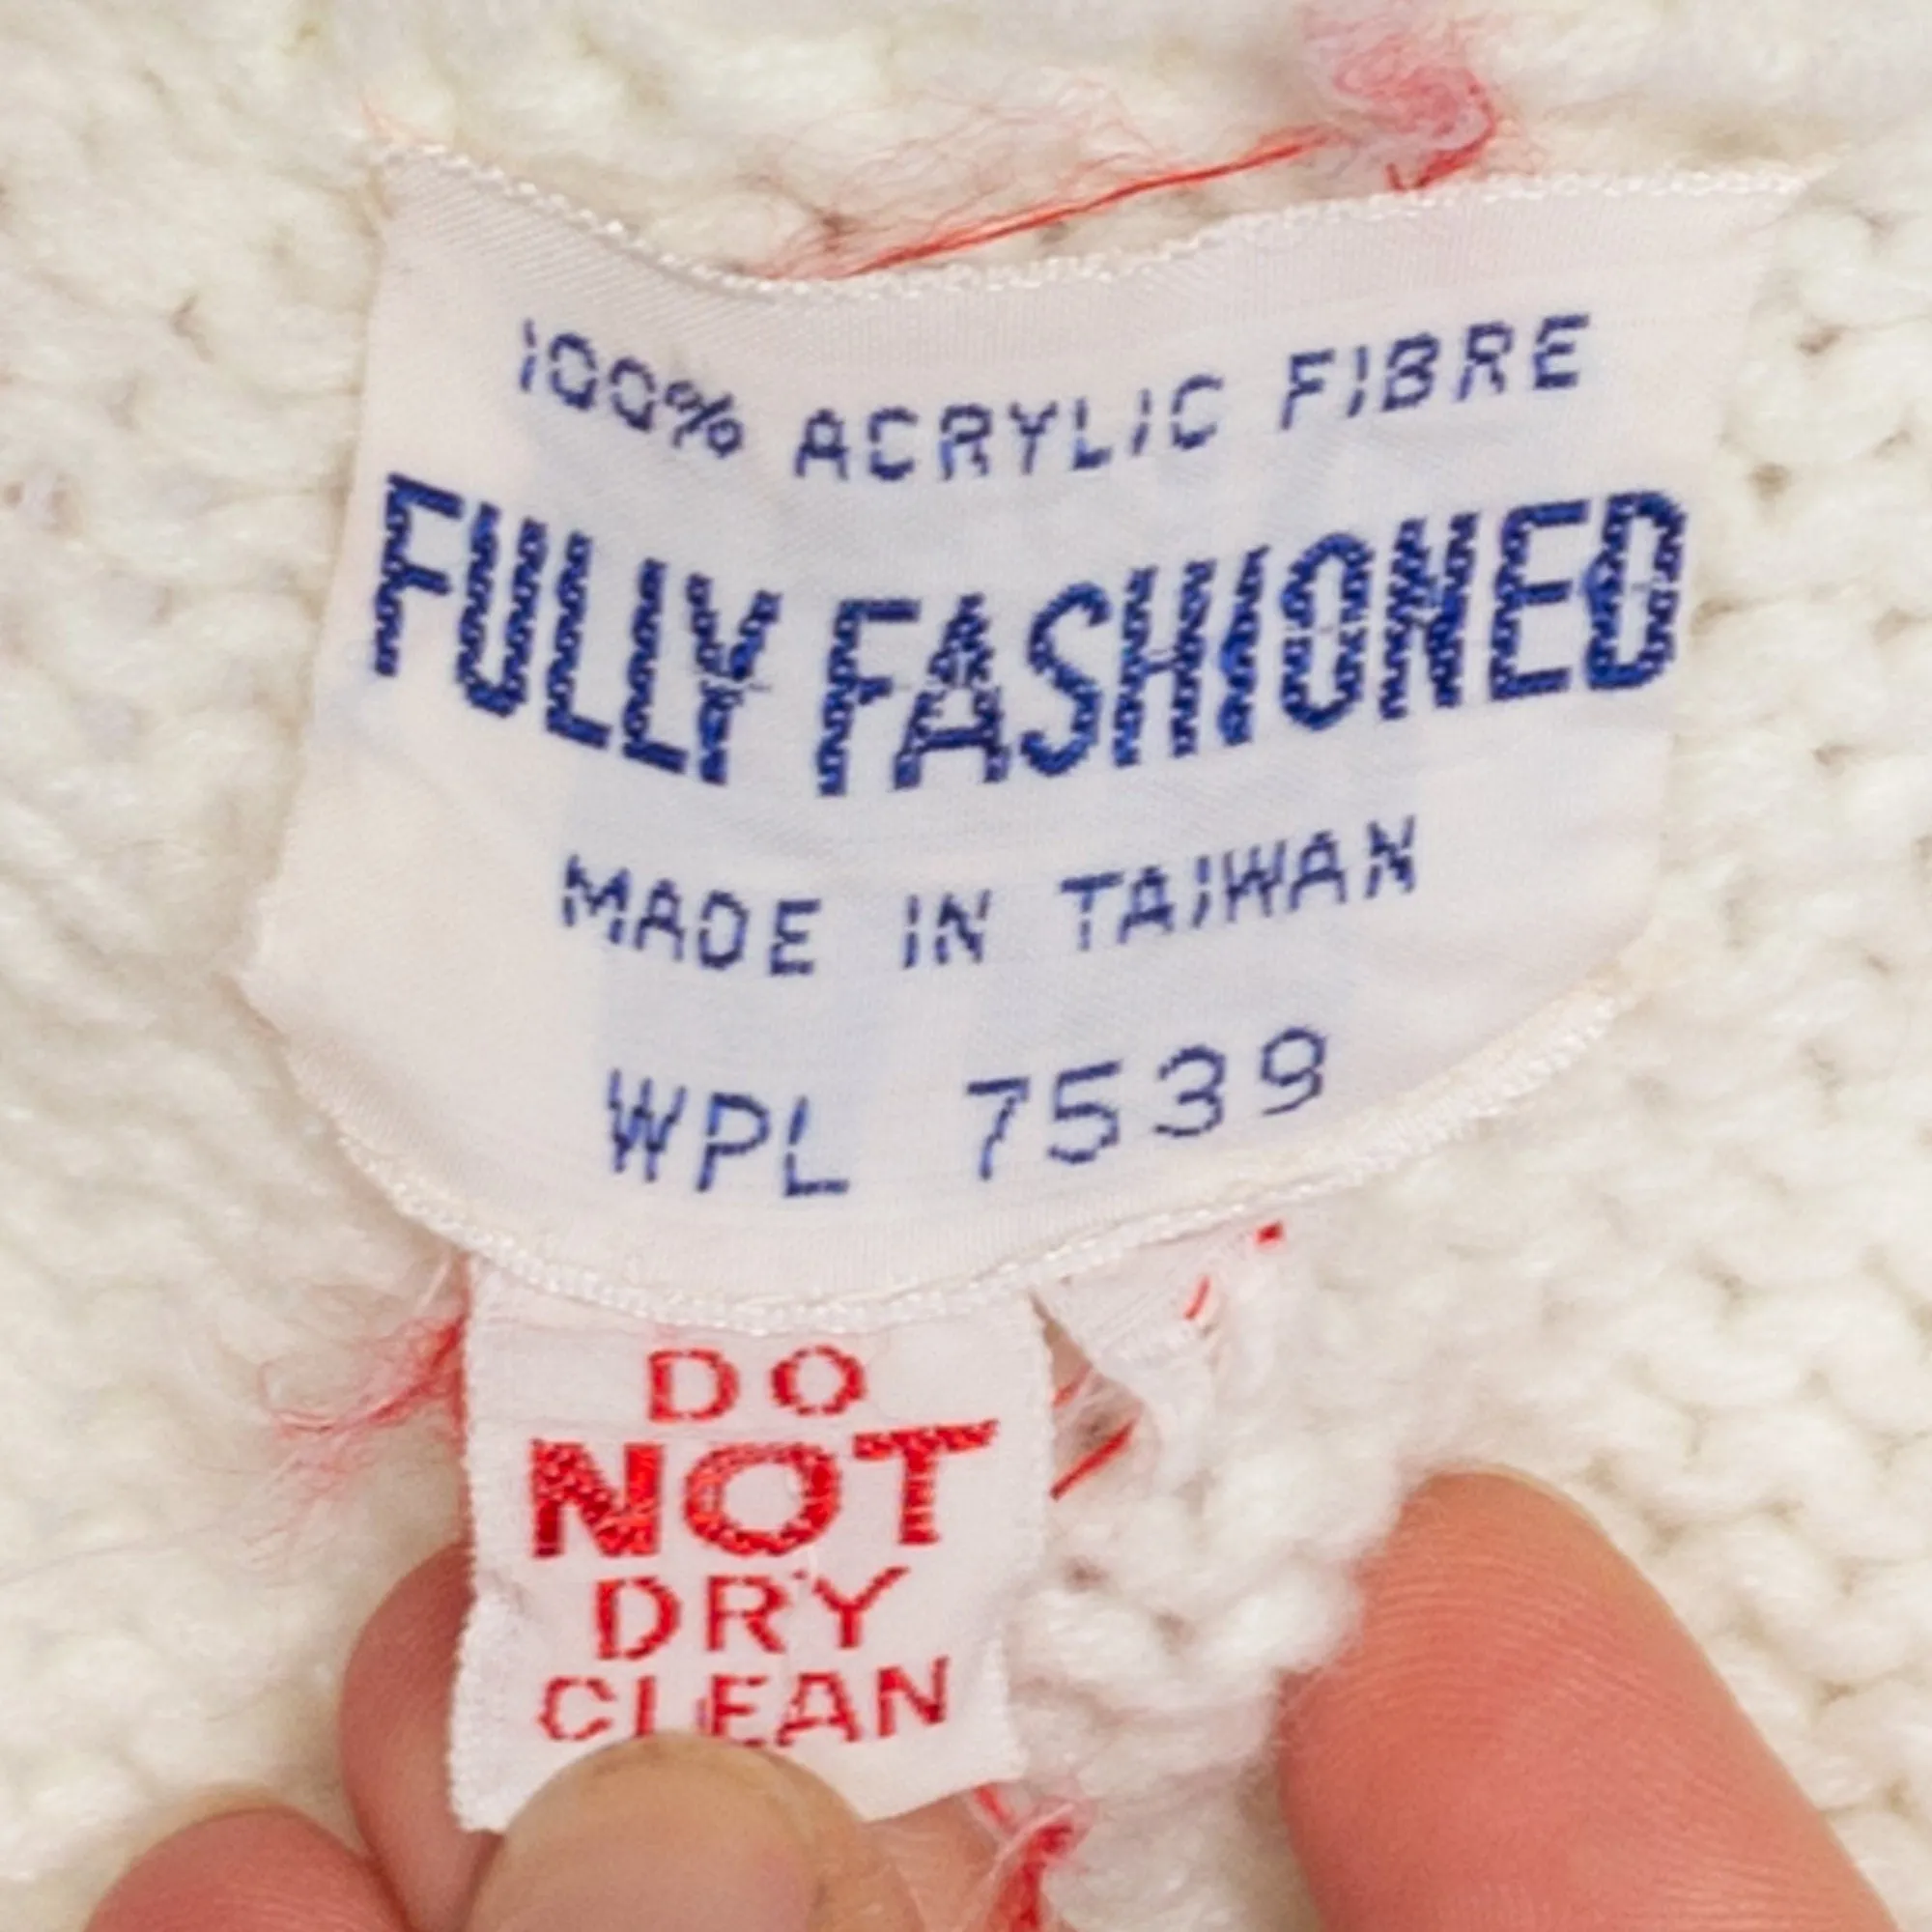 100% ACRYLIC FIBRE
FULLY FASHIONED
MADE IN TAIWAN
WPL 7539
DO
NOT
DRY
CLEAN